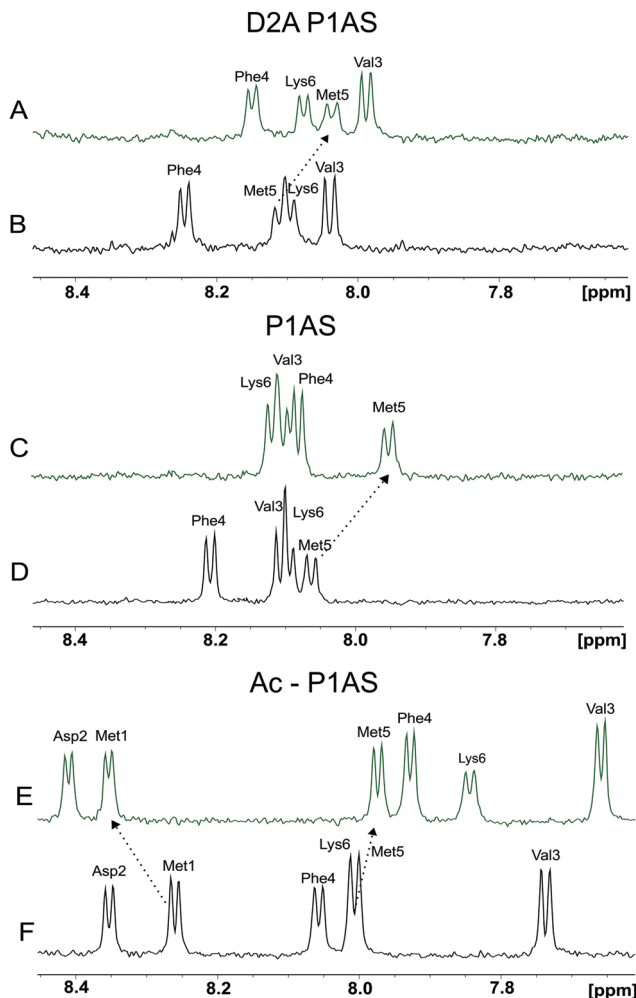 D2A P1AS
Phe4 Lys6 Met5 Val3
A
Phe4 Met5 Lys6 Val3
B
8.4 8.2 8.0 7.8 [ppm]
P1AS
Lys6 Val3 Phe4 Met5
C
Phe4 Val3 Lys6 Met5
D
8.4 8.2 8.0 7.8 [ppm]
Ac - P1AS
Asp2 Met1 Met5 Phe4 Lys6 Val3
E
Asp2 Met1 Phe4 Lys6 Met5 Val3
F
8.4 8.2 8.0 7.8 [ppm]